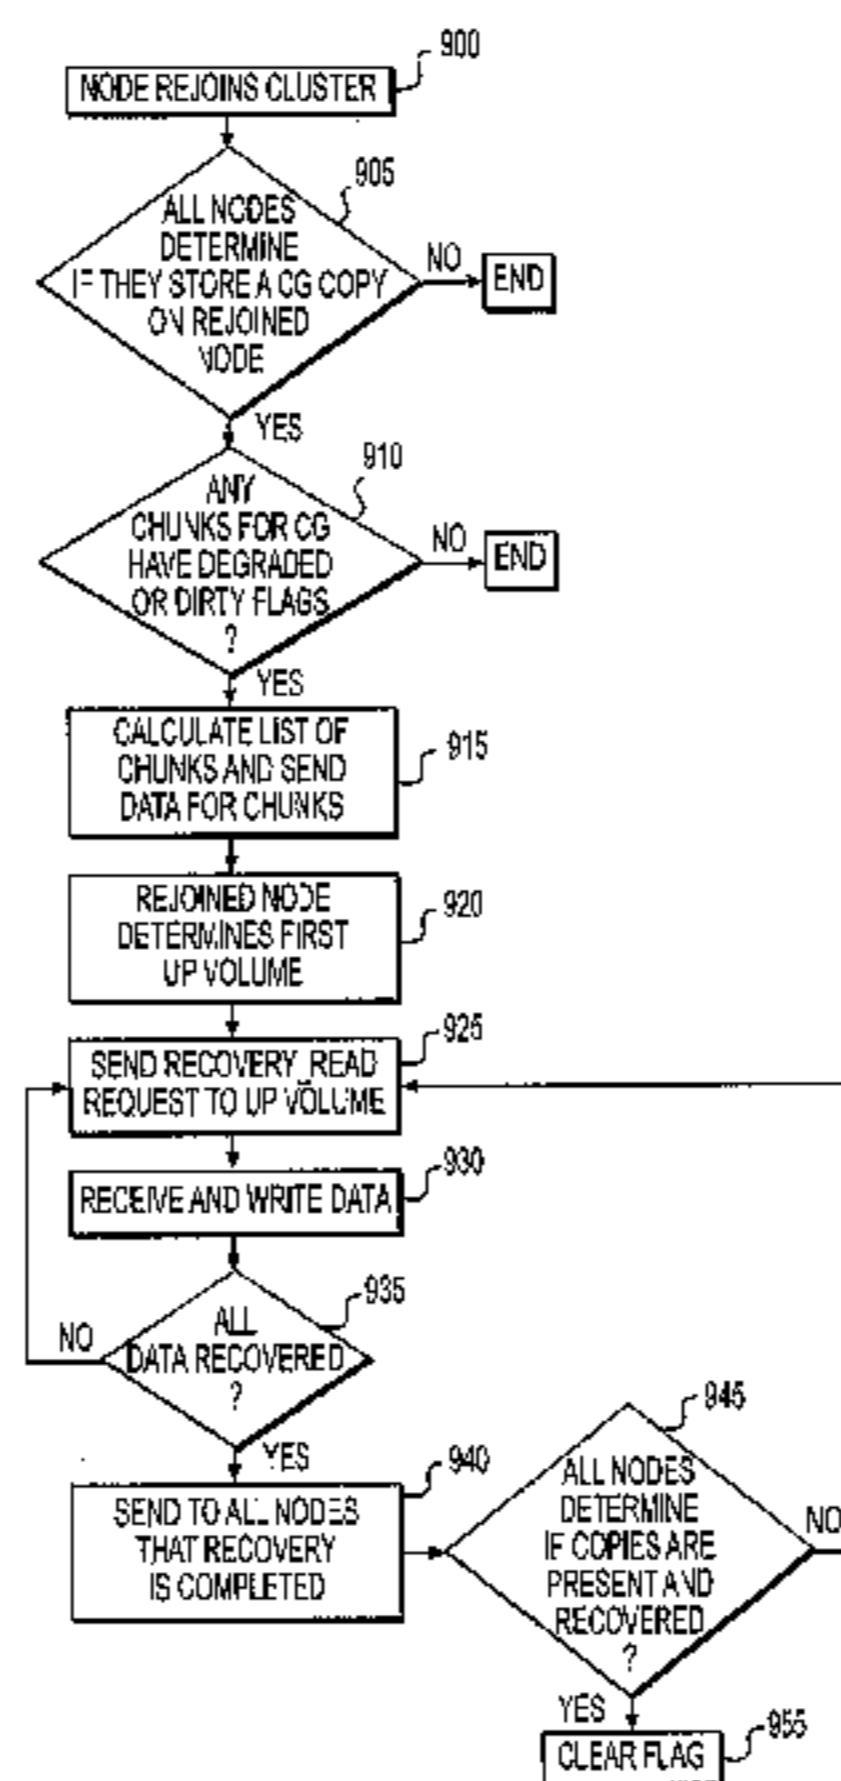 900
NODE REJOINS CLUSTER
905
ALL NODES
DETERMINE
IF THEY STORE A CG COPY
ON REJOINED
NODE
NO
END
YES
910
ANY
CHUNKS FOR CG
HAVE DEGRADED
OR DIRTY FLAGS
?
NO
END
YES
CALCULATE LIST OF
CHUNKS AND SEND
DATA FOR CHUNKS
915
REJOINED NODE
DETERMINES FIRST
UP VOLUME
920
925
SEND RECOVERY READ
REQUEST TO UP VOLUME
930
RECEIVE AND WRITE DATA
935
ALL
DATA RECOVERED
?
NO
YES
940
SEND TO ALL NODES
THAT RECOVERY
IS COMPLETED
945
ALL NODES
DETERMINE
IF COPIES ARE
PRESENT AND
RECOVERED
?
NO
YES
955
CLEAR FLAG